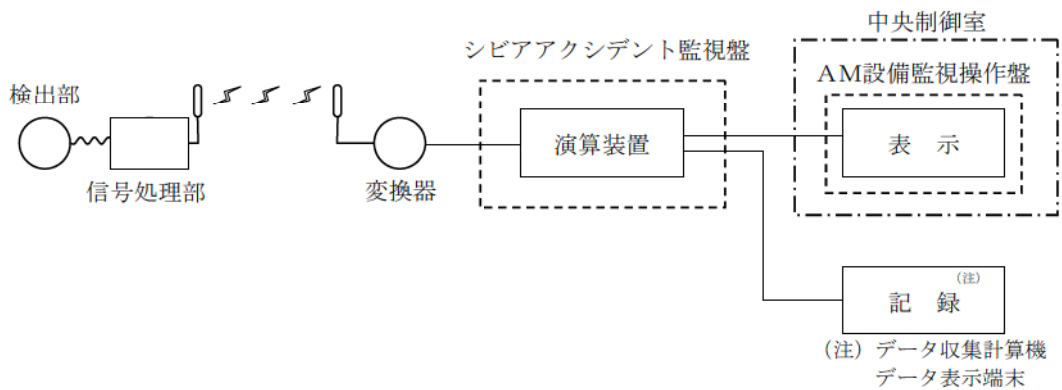 中央制御室
シビアアクシデント監視盤
AM設備監視操作盤
検出部
演算装置
表 示
信号処理部
変換器
(注)
記 録
(注) データ収集計算機
データ表示端末